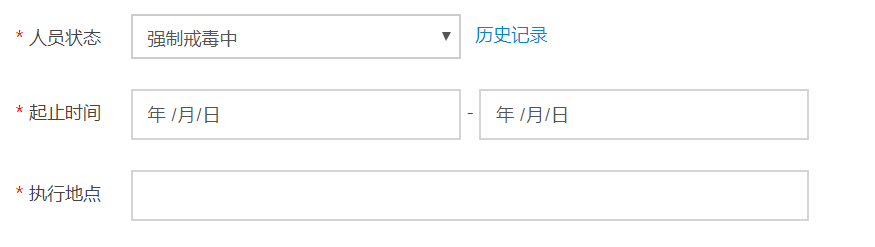 * 人员状态 强制戒毒中 ▼ 历史记录
* 起止时间 年 /月/日 - 年 /月/日
* 执行地点